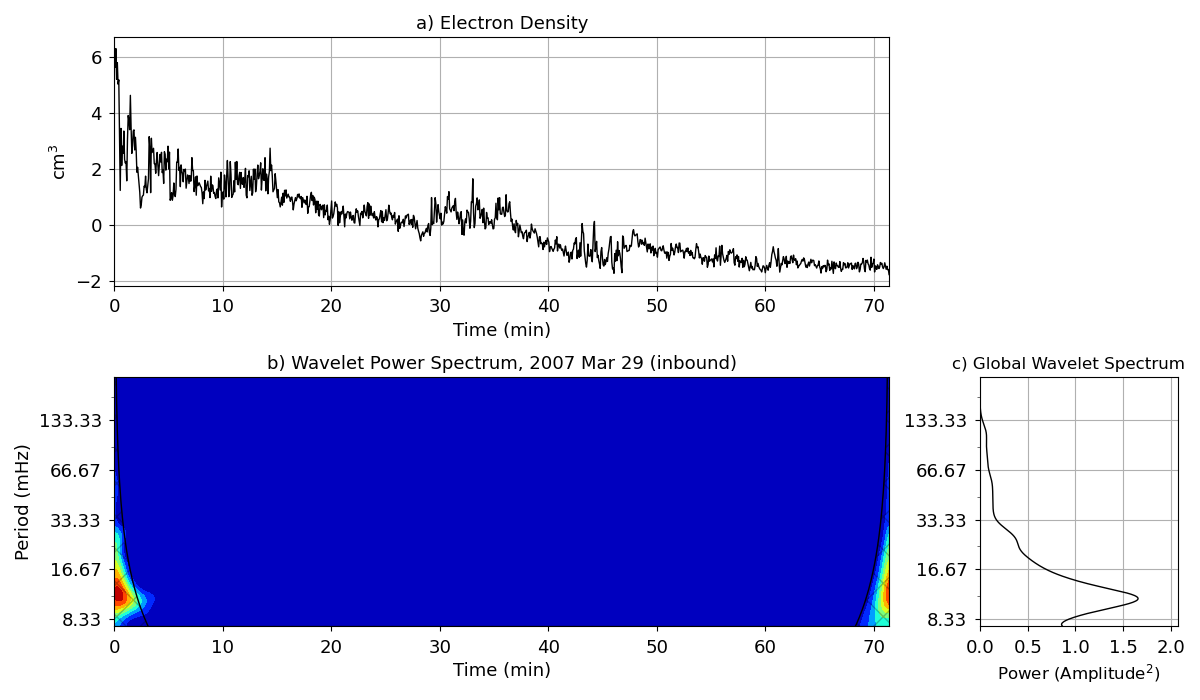 a) Electron Density
6
4
2
0
−2
cm³
0 10 20 30 40 50 60 70
Time (min)
b) Wavelet Power Spectrum, 2007 Mar 29 (inbound)
133.33
66.67
33.33
16.67
8.33
Period (mHz)
0 10 20 30 40 50 60 70
Time (min)
c) Global Wavelet Spectrum
133.33
66.67
33.33
16.67
8.33
0.0 0.5 1.0 1.5 2.0
Power (Amplitude²)